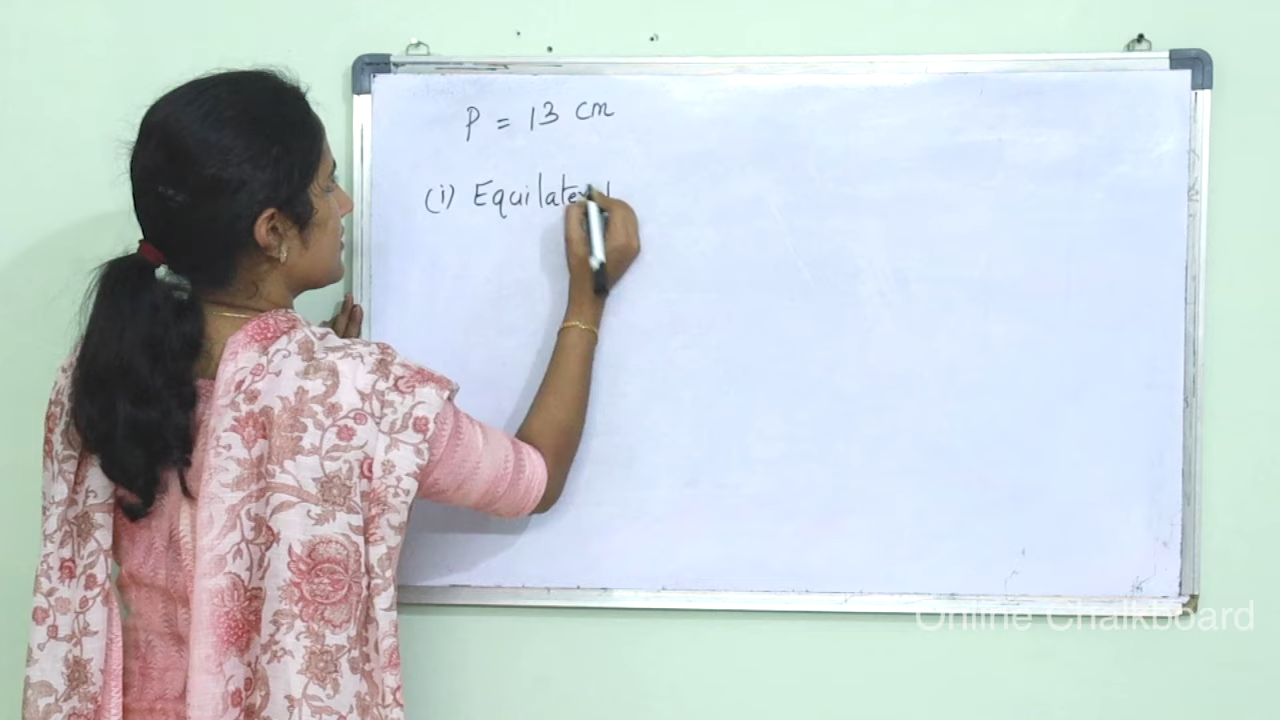 P = 13 cm
(i) Equilateral
Online Chalkboard